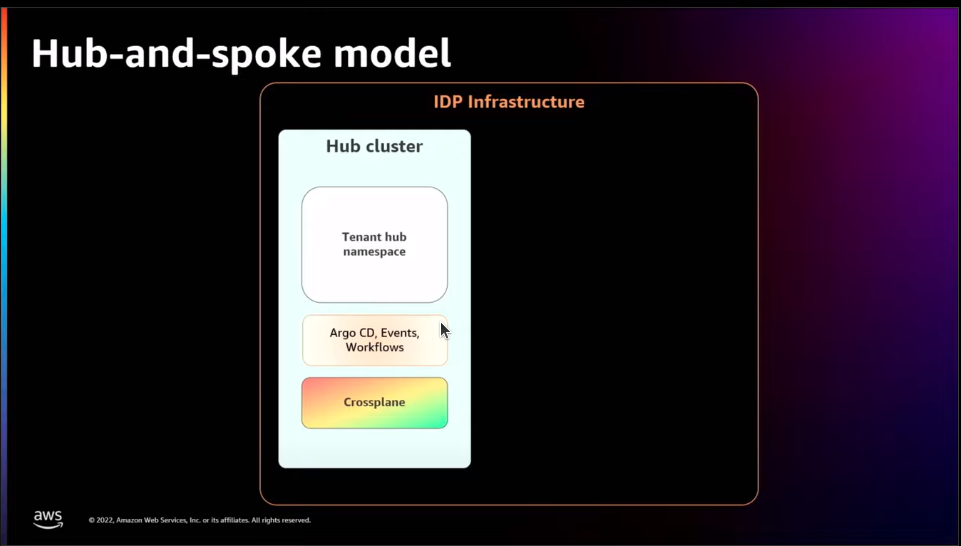 Hub-and-spoke model
IDP Infrastructure
Hub cluster
Tenant hub
namespace
Argo CD, Events,
Workflows
Crossplane
aws
© 2022, Amazon Web Services, Inc. or its affiliates. All rights reserved.